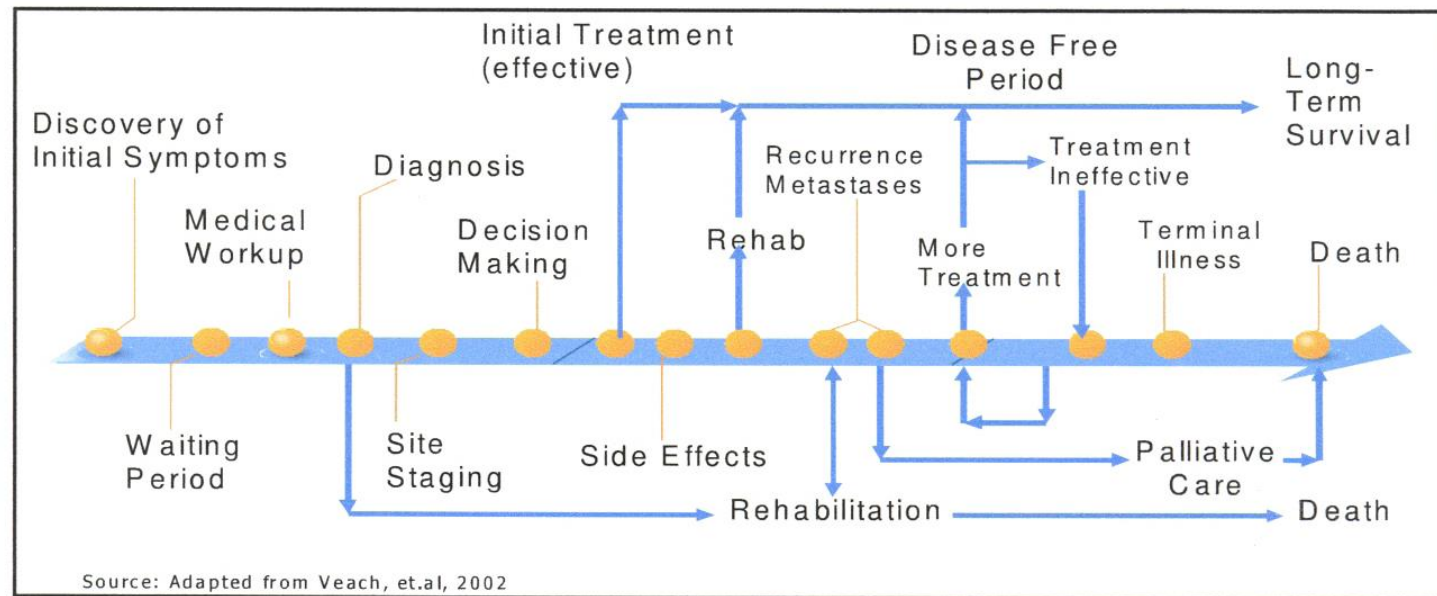 Initial Treatment
(effective)
Disease Free
Period
Long-
Term
Survival
Discovery of
Initial Symptoms
Diagnosis
Recurrence
Metastases
Treatment
Ineffective
Medical
Workup
Decision
Making
Rehab
More
Treatment
Terminal
Illness
Death
Waiting
Period
Site
Staging
Side Effects
Palliative
Care
Rehabilitation
Death
Source: Adapted from Veach, et.al, 2002